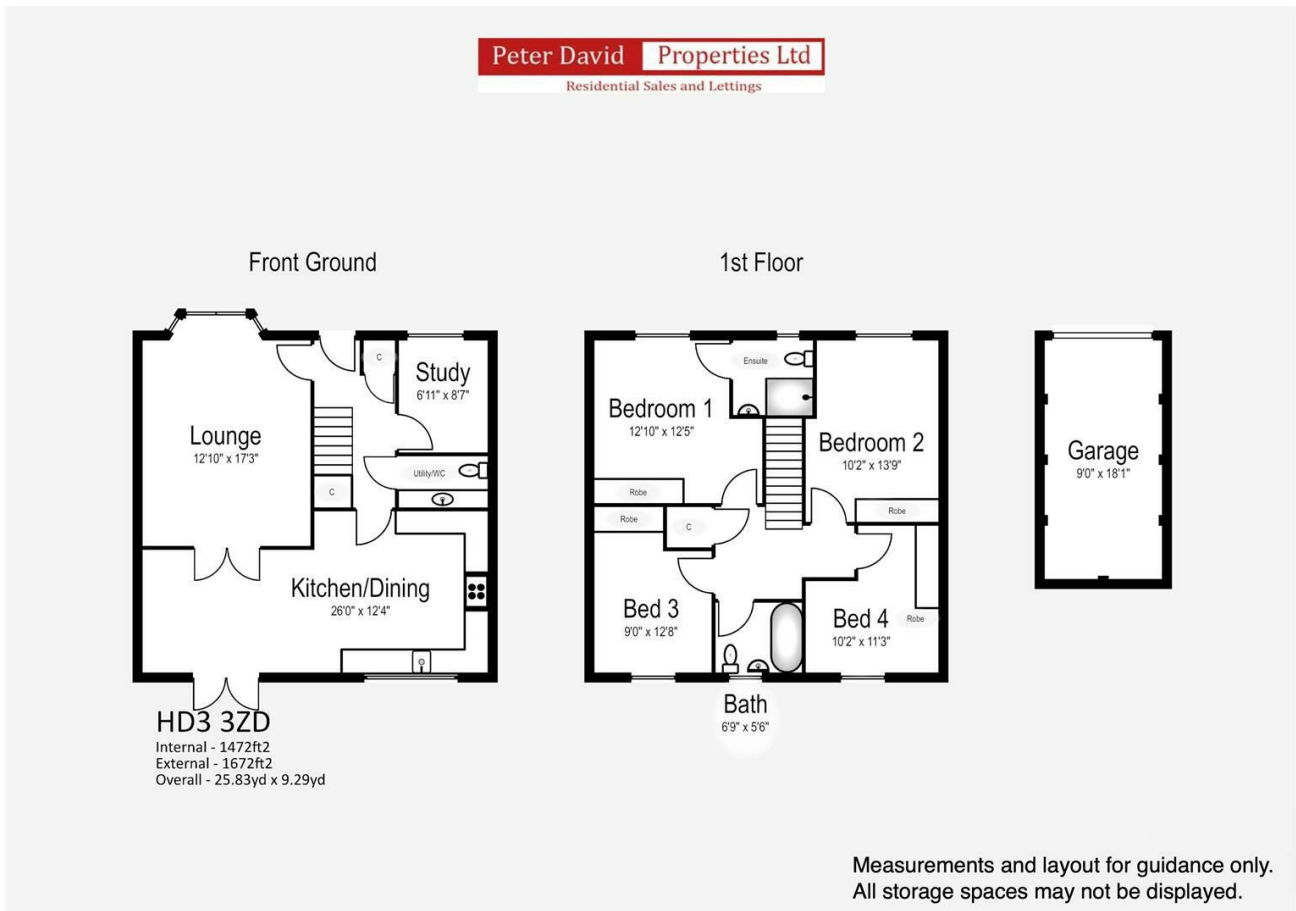 Peter David Properties Ltd
Residential Sales and Lettings
Front Ground
1st Floor
C
Study
6'11" x 8'7"
Lounge
12'10" x 17'3"
Utility/WC
C
Kitchen/Dining
26'0" x 12'4"
Ensuite
Bedroom 1
12'10" x 12'5"
Bedroom 2
10'2" x 13'9"
Robe
Robe
Robe
C
Bed 3
9'0" x 12'8"
Bed 4
10'2" x 11'3"
Robe
Bath
6'9" x 5'6"
Garage
9'0" x 18'1"
HD3 3ZD
Internal - 1472ft2
External - 1672ft2
Overall - 25.83yd x 9.29yd
Measurements and layout for guidance only.
All storage spaces may not be displayed.